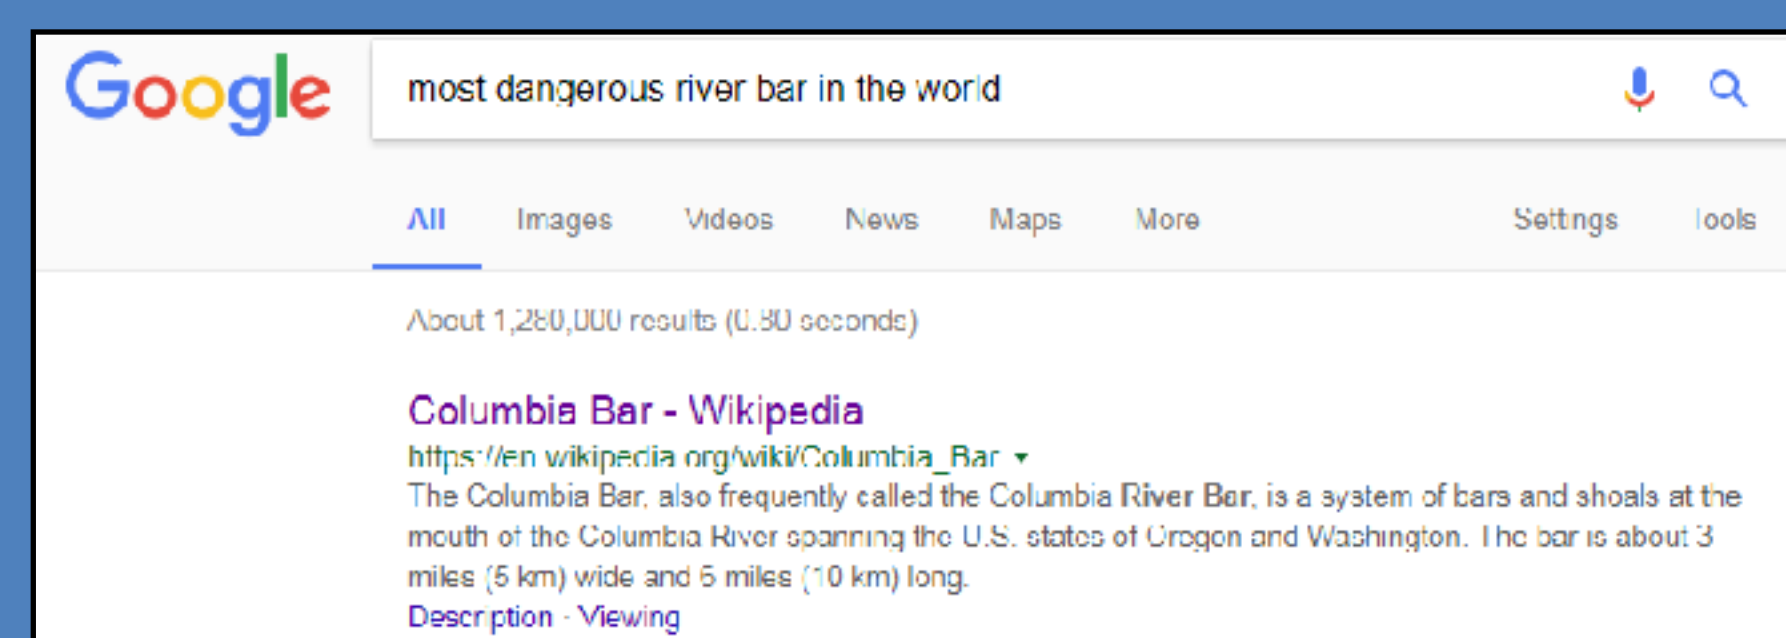 Google
most dangerous river bar in the world
All Images Videos News Maps More Settings Tools
About 1,280,000 results (0.80 seconds)
Columbia Bar - Wikipedia
https://en.wikipedia.org/wiki/Columbia_Bar
The Columbia Bar, also frequently called the Columbia River Bar, is a system of bars and shoals at the
mouth of the Columbia River spanning the U.S. states of Oregon and Washington. The bar is about 3
miles (5 km) wide and 6 miles (10 km) long.
Description - Viewing